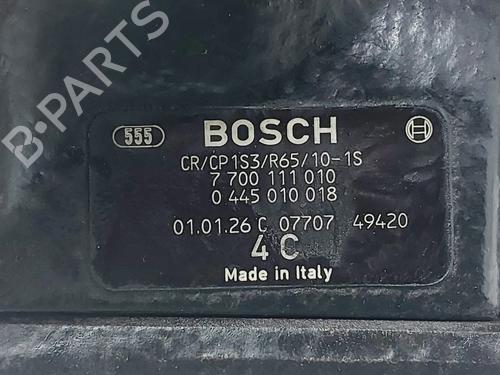 B-PARTS
555 BOSCH
CR/CP1S3/R65/10-1S
7 700 111 010
0 445 010 018
01.01.26 C 07707 49420
4 C
Made in Italy